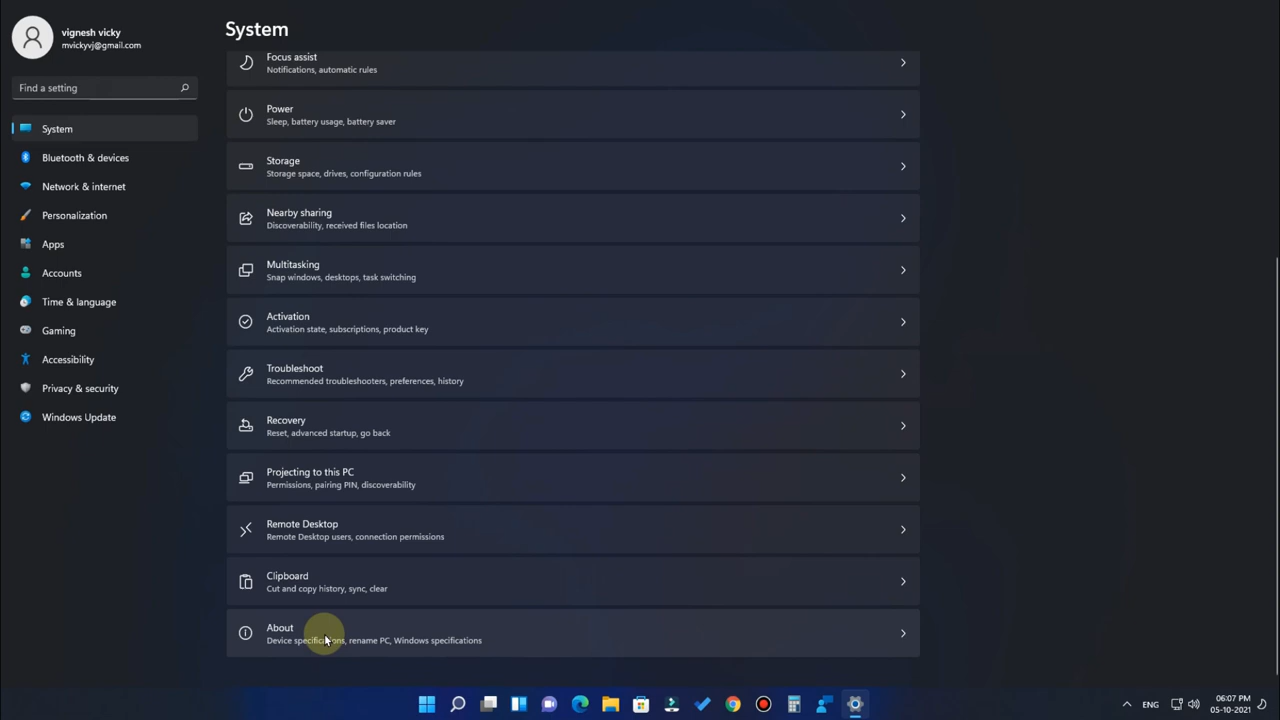 vignesh vicky
mvickyvj@gmail.com
Find a setting
System
Bluetooth & devices
Network & internet
Personalization
Apps
Accounts
Time & language
Gaming
Accessibility
Privacy & security
Windows Update
System
Focus assist
Notifications, automatic rules
Power
Sleep, battery usage, battery saver
Storage
Storage space, drives, configuration rules
Nearby sharing
Discoverability, received files location
Multitasking
Snap windows, desktops, task switching
Activation
Activation state, subscriptions, product key
Troubleshoot
Recommended troubleshooters, preferences, history
Recovery
Reset, advanced startup, go back
Projecting to this PC
Permissions, pairing PIN, discoverability
Remote Desktop
Remote Desktop users, connection permissions
Clipboard
Cut and copy history, sync, clear
About
Device specifications, rename PC, Windows specifications
ENG
06:07 PM
05-10-2021